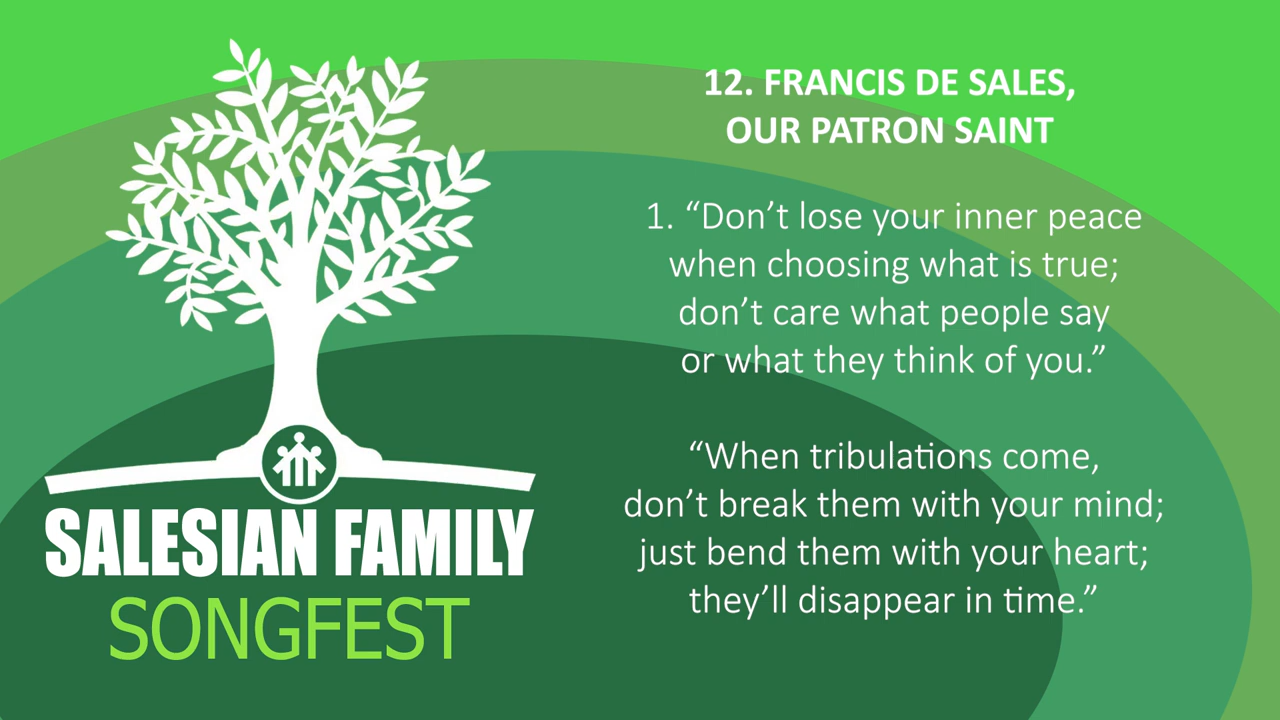 SALESIAN FAMILY
SONGFEST
12. FRANCIS DE SALES,
OUR PATRON SAINT
1. “Don’t lose your inner peace
when choosing what is true;
don’t care what people say
or what they think of you.”
“When tribulations come,
don’t break them with your mind;
just bend them with your heart;
they’ll disappear in time.”